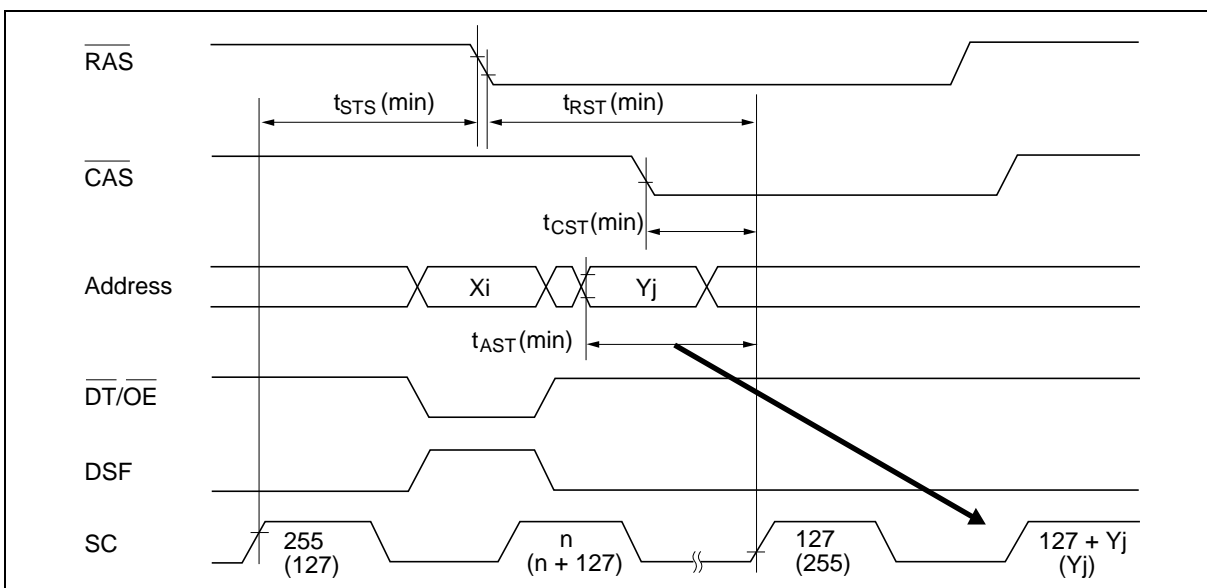 RAS
tSTS (min) tRST (min)
CAS
tCST (min)
Address Xi Yj
tAST (min)
DT/OE
DSF
SC 255 (127) n (n + 127) 127 (255) 127 + Yj (Yj)